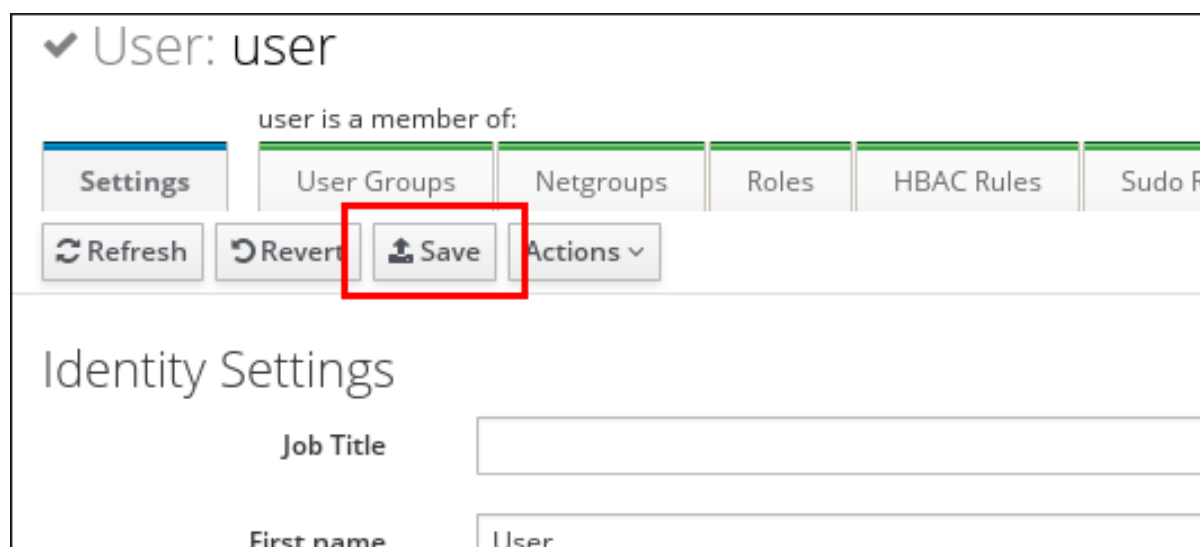 User: user
user is a member of:
Settings User Groups Netgroups Roles HBAC Rules Sudo
Refresh Revert Save Actions
Identity Settings
Job Title
First name User